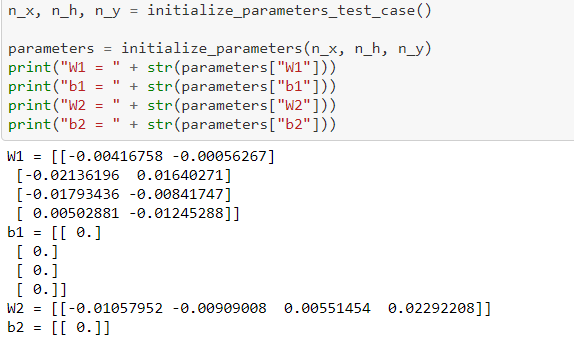 n_x, n_h, n_y = initialize_parameters_test_case()
parameters = initialize_parameters(n_x, n_h, n_y)
print("W1 = " + str(parameters["W1"]))
print("b1 = " + str(parameters["b1"]))
print("W2 = " + str(parameters["W2"]))
print("b2 = " + str(parameters["b2"]))
W1 = [[-0.00416758 -0.00056267]
 [-0.02136196  0.01640271]
 [-0.01793436 -0.00841747]
 [ 0.00502881 -0.01245288]]
b1 = [[ 0.]
 [ 0.]
 [ 0.]
 [ 0.]]
W2 = [[-0.01057952 -0.00909008  0.00551454  0.02292208]]
b2 = [[ 0.]]